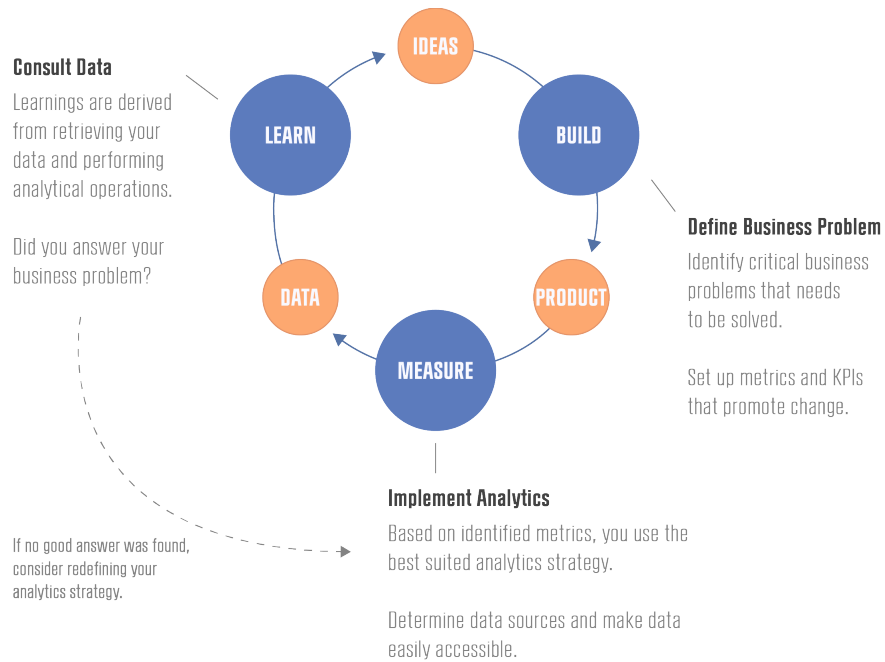 IDEAS
LEARN
BUILD
DATA
PRODUCT
MEASURE
Consult Data
Learnings are derived
from retrieving your
data and performing
analytical operations.
Did you answer your
business problem?
Define Business Problem
Identify critical business
problems that needs
to be solved.
Set up metrics and KPIs
that promote change.
Implement Analytics
Based on identified metrics, you use the
best suited analytics strategy.
Determine data sources and make data
easily accessible.
If no good answer was found,
consider redefining your
analytics strategy.